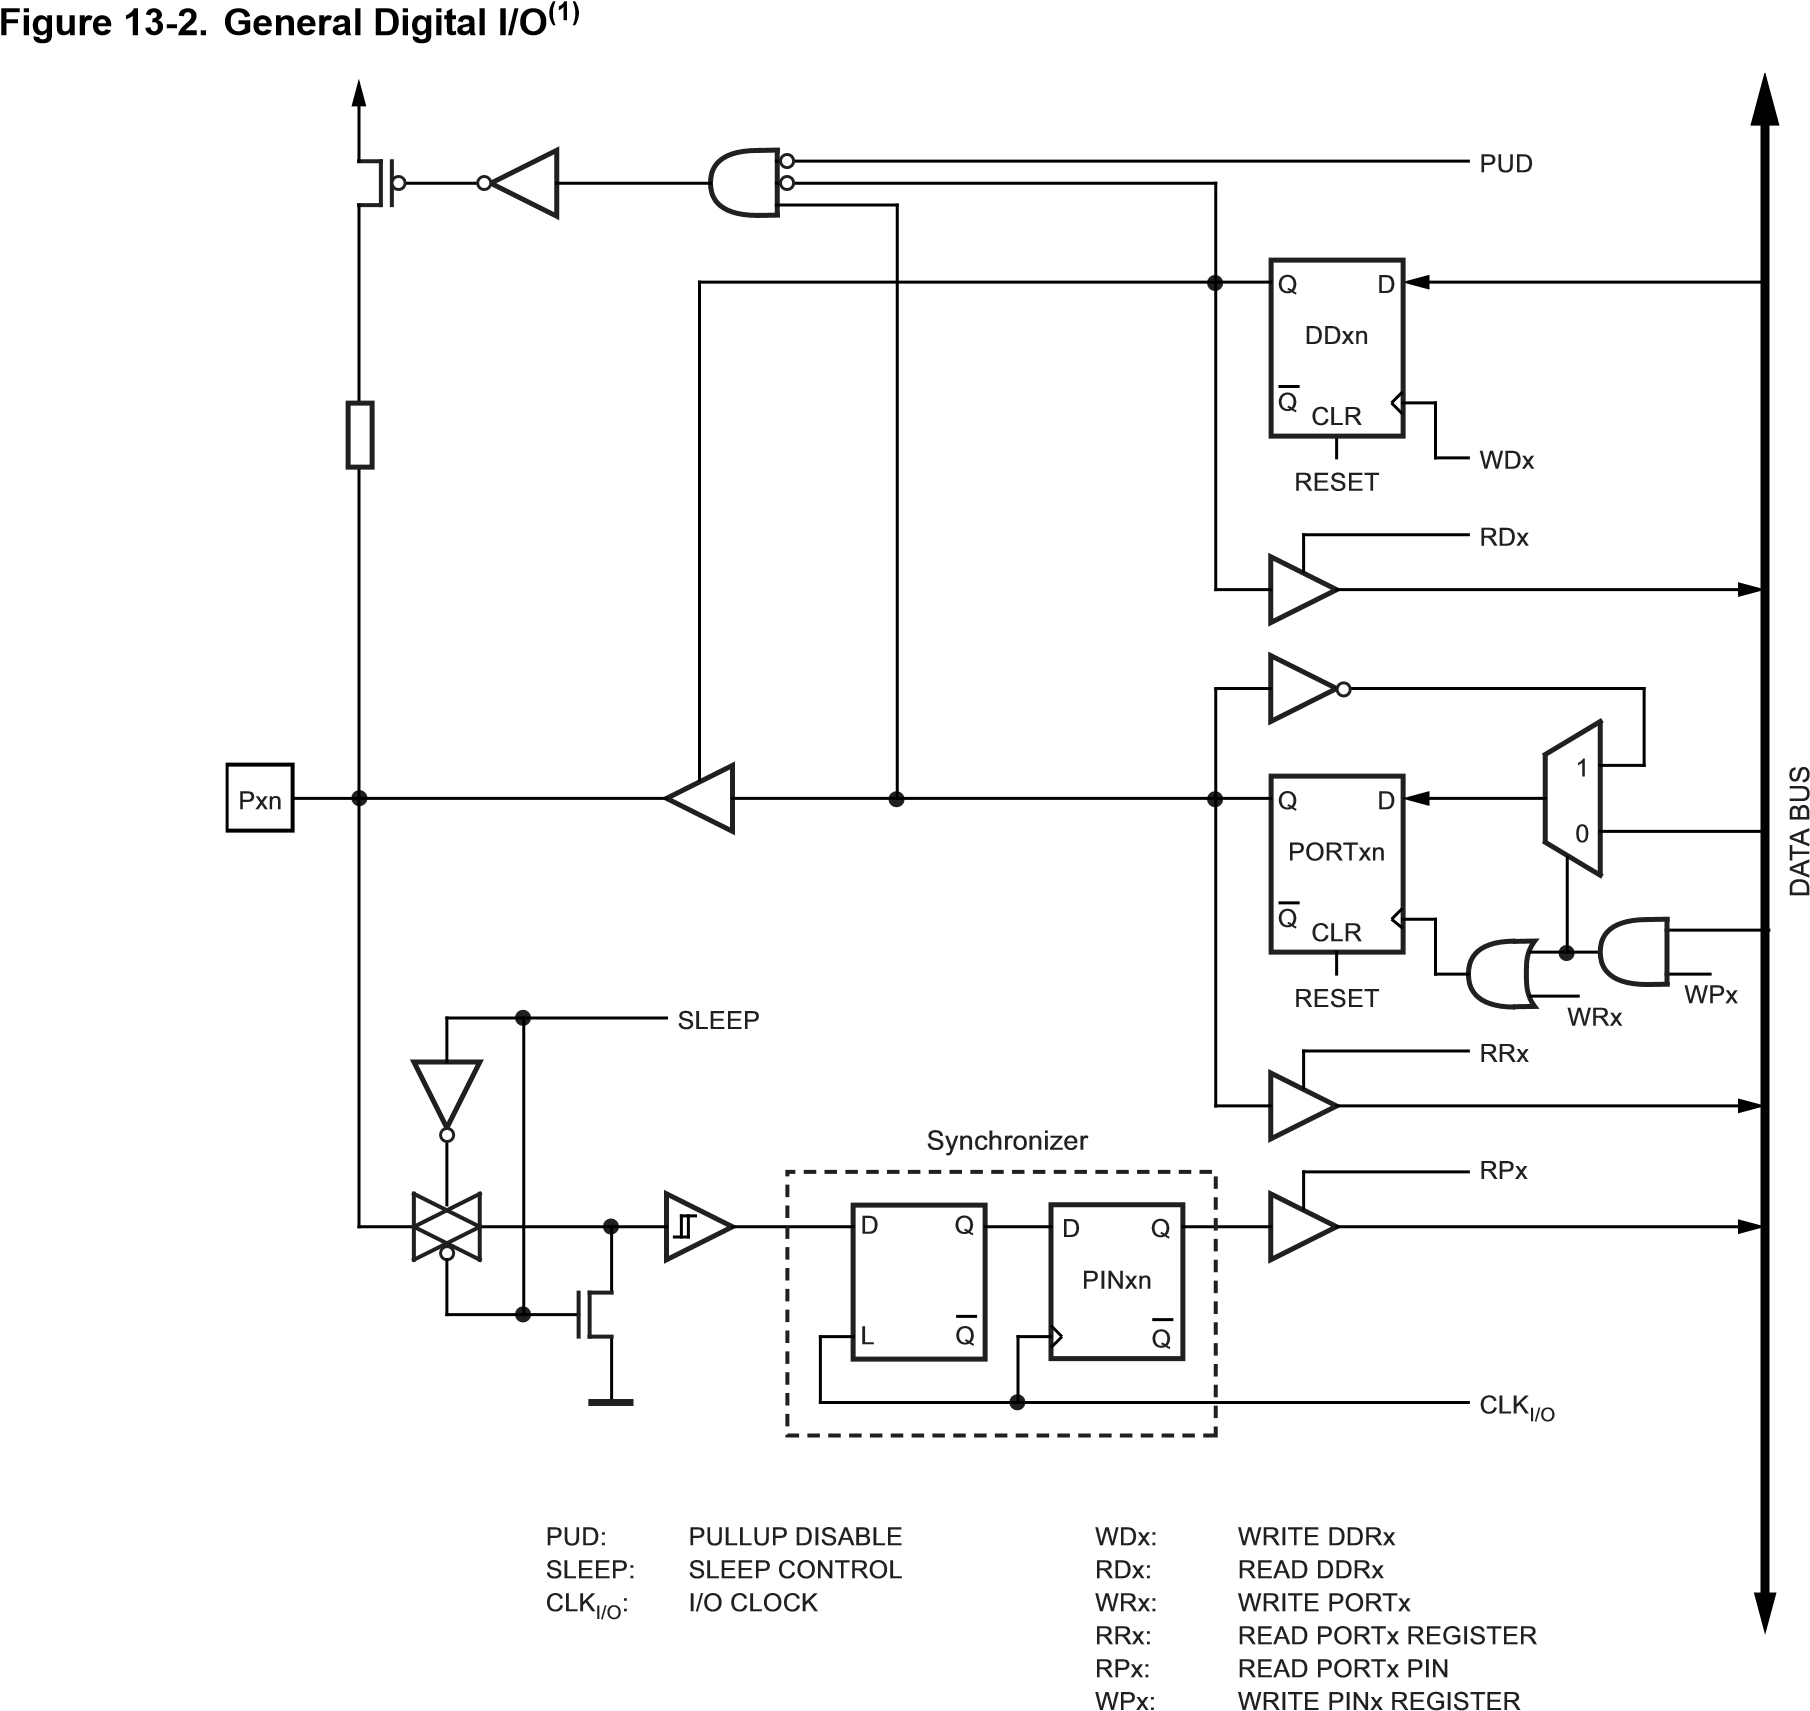 Figure 13-2. General Digital I/O(1)
PUD
Q D
DDxn
Q
CLR
WDx
RESET
RDx
1
Pxn
Q D
0
PORTxn
DATA BUS
Q
CLR
WPx
RESET
WRx
SLEEP
RRx
Synchronizer
RPx
D Q
D Q
PINxn
L Q
Q
CLKI/O
PUD: PULLUP DISABLE
SLEEP: SLEEP CONTROL
CLKI/O: I/O CLOCK
WDx: WRITE DDRx
RDx: READ DDRx
WRx: WRITE PORTx
RRx: READ PORTx REGISTER
RPx: READ PORTx PIN
WPx: WRITE PINx REGISTER